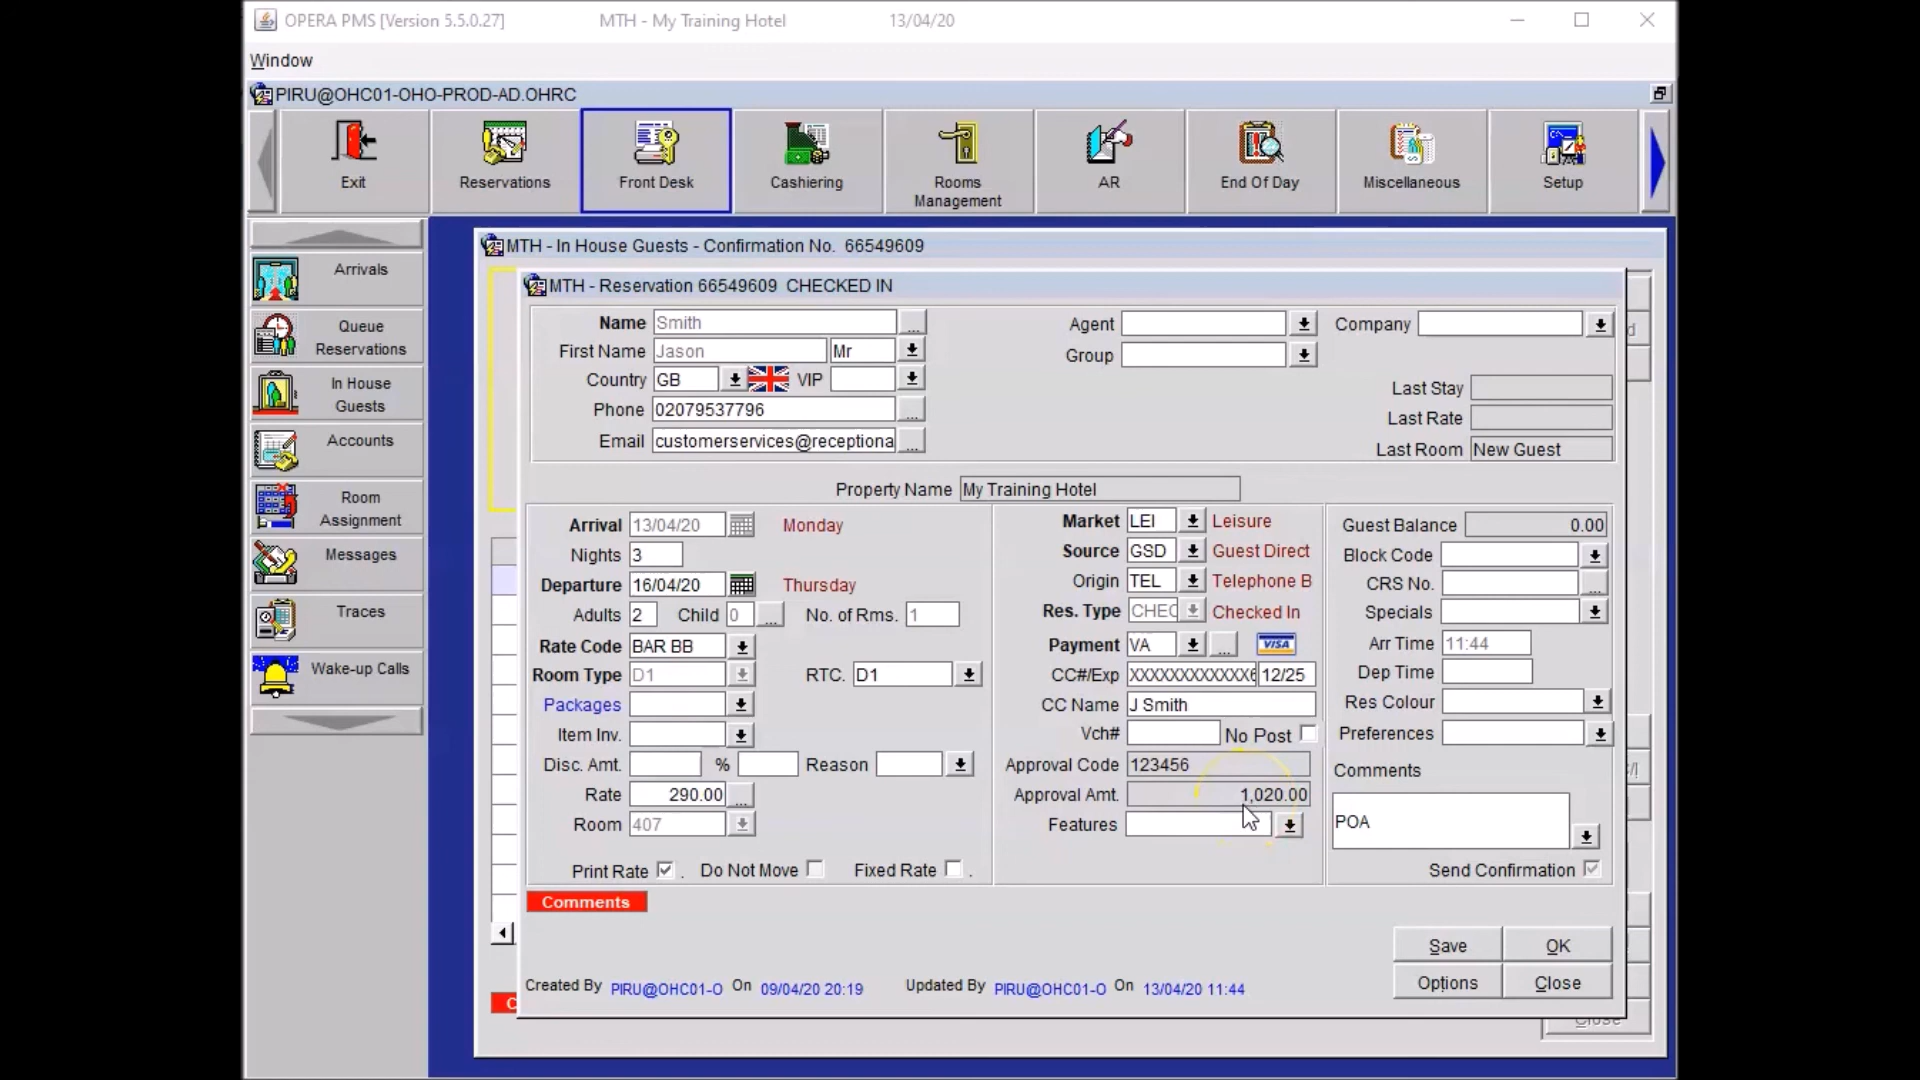 OPERA PMS [Version 5.5.0.27] MTH - My Training Hotel 13/04/20
Window
PIRU@OHC01-OHO-PROD-AD.OHRC
Exit
Reservations
Front Desk
Cashiering
Rooms
Management
AR
End Of Day
Miscellaneous
Setup
Arrivals
Queue
Reservations
In House
Guests
Accounts
Room
Assignment
Messages
Traces
Wake-up Calls
MTH - In House Guests - Confirmation No. 66549609
MTH - Reservation 66549609 CHECKED IN
Name Smith
First Name Jason Mr
Country GB VIP
Phone 02079537796
Email customerservices@receptiona
Agent
Group
Company
Last Stay
Last Rate
Last Room New Guest
Property Name My Training Hotel
Arrival 13/04/20 Monday
Nights 3
Departure 16/04/20 Thursday
Adults 2 Child 0 ... No. of Rms. 1
Rate Code BAR BB
Room Type D1 RTC. D1
Packages
Item Inv.
Disc. Amt. % Reason
Rate 290.00 ...
Room 407
Print Rate . Do Not Move Fixed Rate .
Market LEI Leisure
Source GSD Guest Direct
Origin TEL Telephone B
Res. Type CHEC Checked In
Payment VA ... VISA
CC#/Exp XXXXXXXXXXXX6 12/25
CC Name J Smith
Vch# No Post
Approval Code 123456
Approval Amt. 1,020.00
Features
Guest Balance 0.00
Block Code
CRS No. ...
Specials
Arr Time 11:44
Dep Time
Res Colour
Preferences
Comments
POA
Send Confirmation
Comments
Save OK
Options Close
Created By PIRU@OHC01-O On 09/04/20 20:19 Updated By PIRU@OHC01-O On 13/04/20 11:44
Close